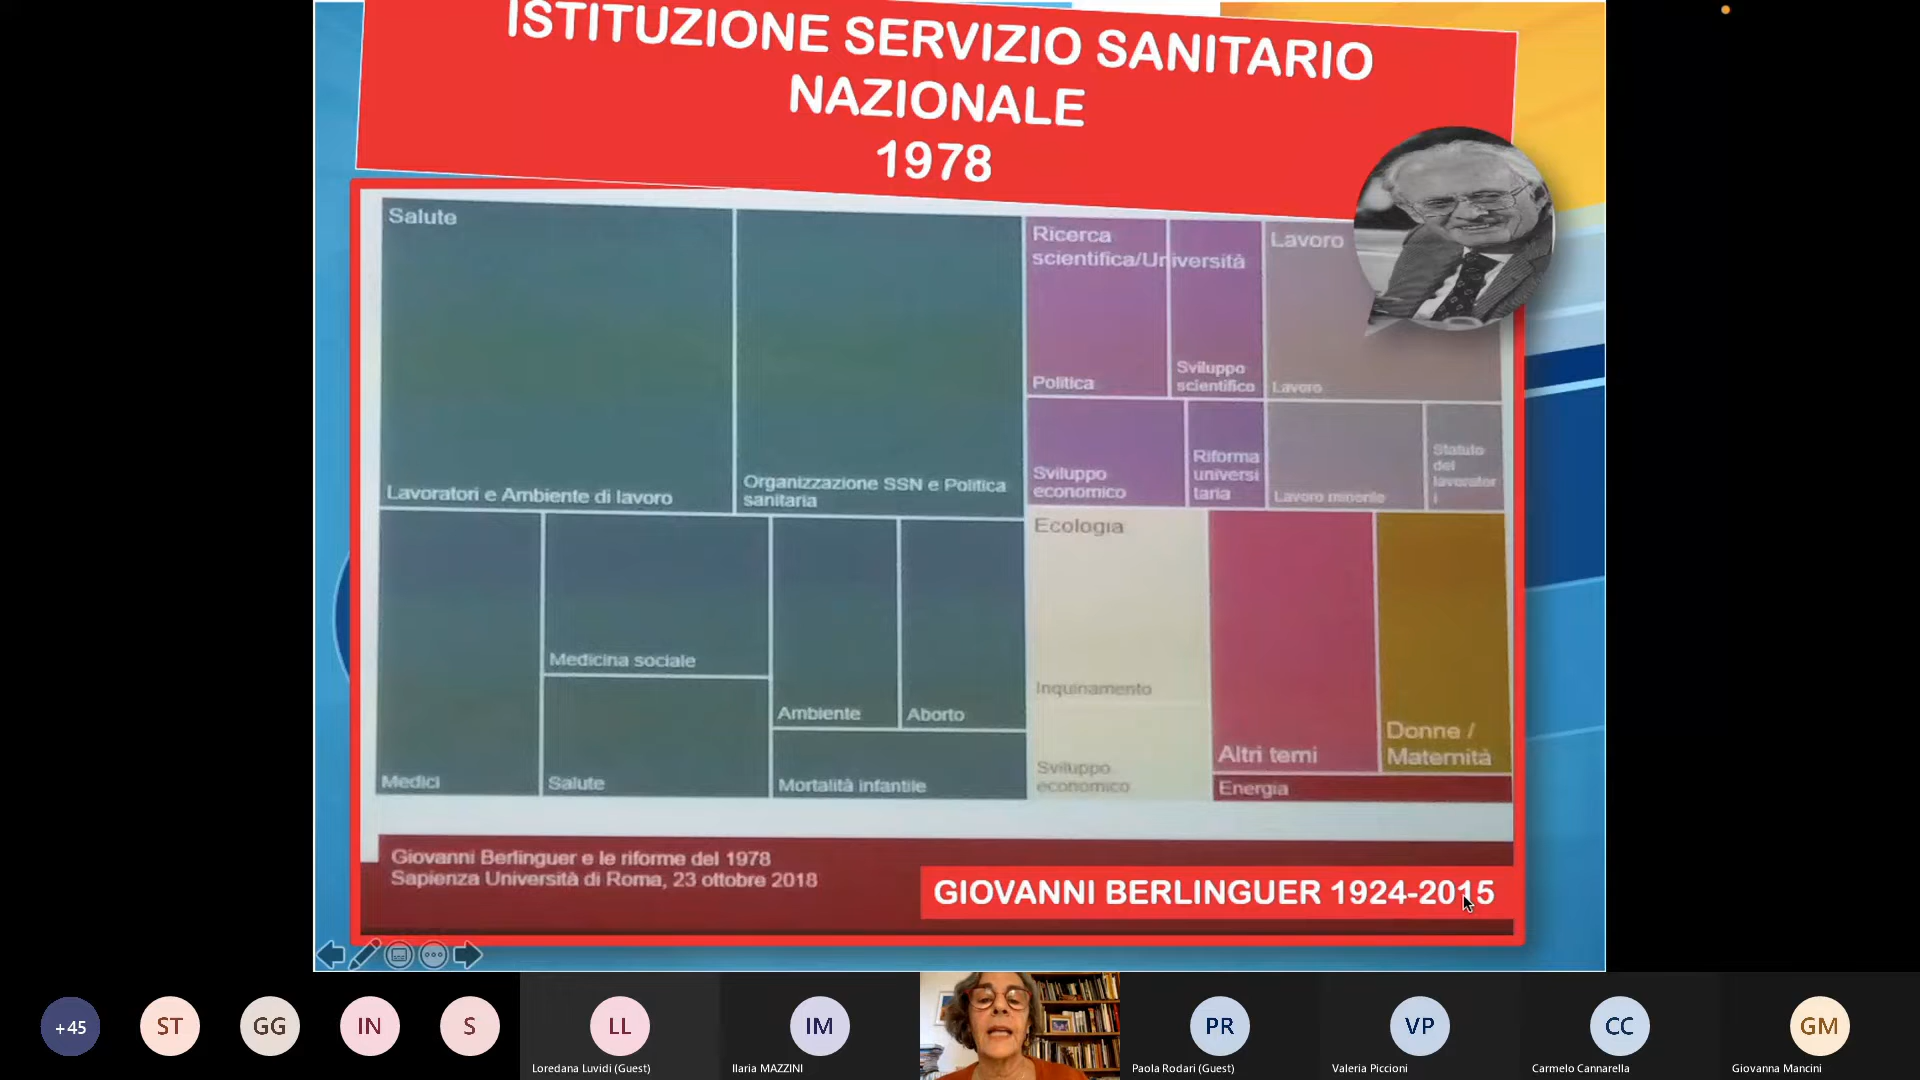 ISTITUZIONE SERVIZIO SANITARIO
NAZIONALE
1978
Salute
Lavoratori e Ambiente di lavoro
Organizzazione SSN e Politica
sanitaria
Medici
Medicina sociale
Salute
Ambiente
Aborto
Mortalità infantile
Ricerca
scientifica/Università
Politica
Sviluppo
scientifico
Sviluppo
economico
Riforma
universi
taria
Lavoro
Lavoro
Lavoro minorile
Statuto
dei
lavorator
i
Ecologia
Inquinamento
Sviluppo
economico
Altri temi
Donne /
Maternità
Energia
Giovanni Berlinguer e le riforme del 1978
Sapienza Università di Roma, 23 ottobre 2018
GIOVANNI BERLINGUER 1924-2015
+45
ST
GG
IN
S
LL
IM
PR
VP
CC
GM
Loredana Luvidi (Guest)
Ilaria MAZZINI
Paola Rodari (Guest)
Valeria Piccioni
Carmelo Cannarella
Giovanna Mancini